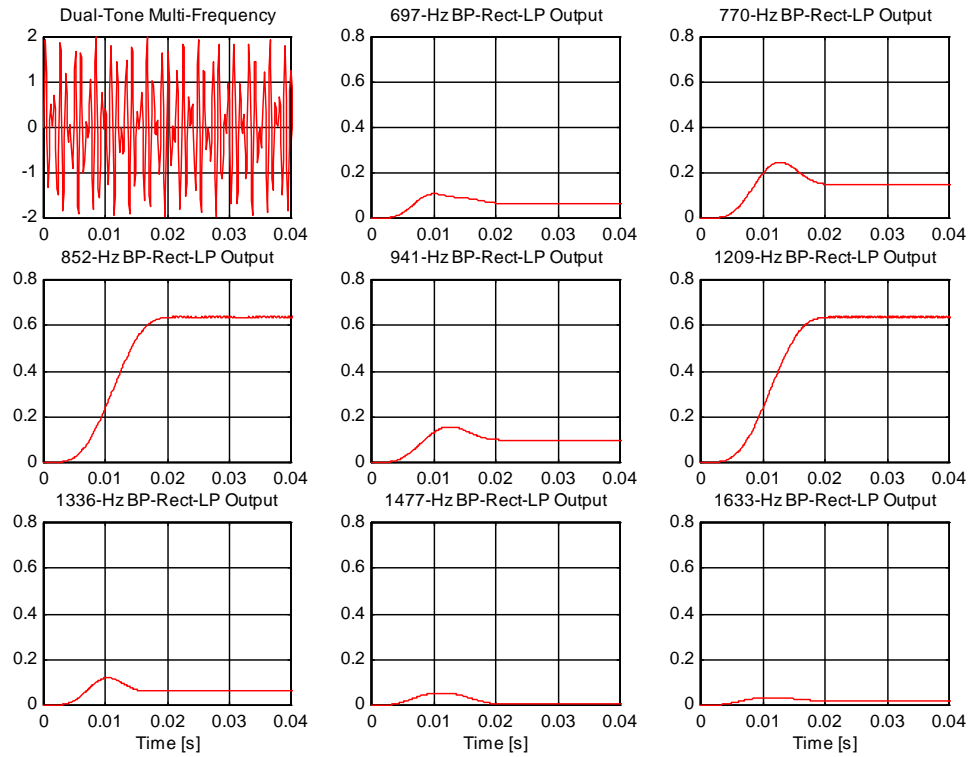 Dual-Tone Multi-Frequency
697-Hz BP-Rect-LP Output
770-Hz BP-Rect-LP Output
2
1
0
-1
-2
0 0.01 0.02 0.03 0.04
0.8
0.6
0.4
0.2
0
0 0.01 0.02 0.03 0.04
0.8
0.6
0.4
0.2
0
0 0.01 0.02 0.03 0.04
852-Hz BP-Rect-LP Output
941-Hz BP-Rect-LP Output
1209-Hz BP-Rect-LP Output
0.8
0.6
0.4
0.2
0
0 0.01 0.02 0.03 0.04
0.8
0.6
0.4
0.2
0
0 0.01 0.02 0.03 0.04
0.8
0.6
0.4
0.2
0
0 0.01 0.02 0.03 0.04
1336-Hz BP-Rect-LP Output
1477-Hz BP-Rect-LP Output
1633-Hz BP-Rect-LP Output
0.8
0.6
0.4
0.2
0
0 0.01 0.02 0.03 0.04
Time [s]
0.8
0.6
0.4
0.2
0
0 0.01 0.02 0.03 0.04
Time [s]
0.8
0.6
0.4
0.2
0
0 0.01 0.02 0.03 0.04
Time [s]